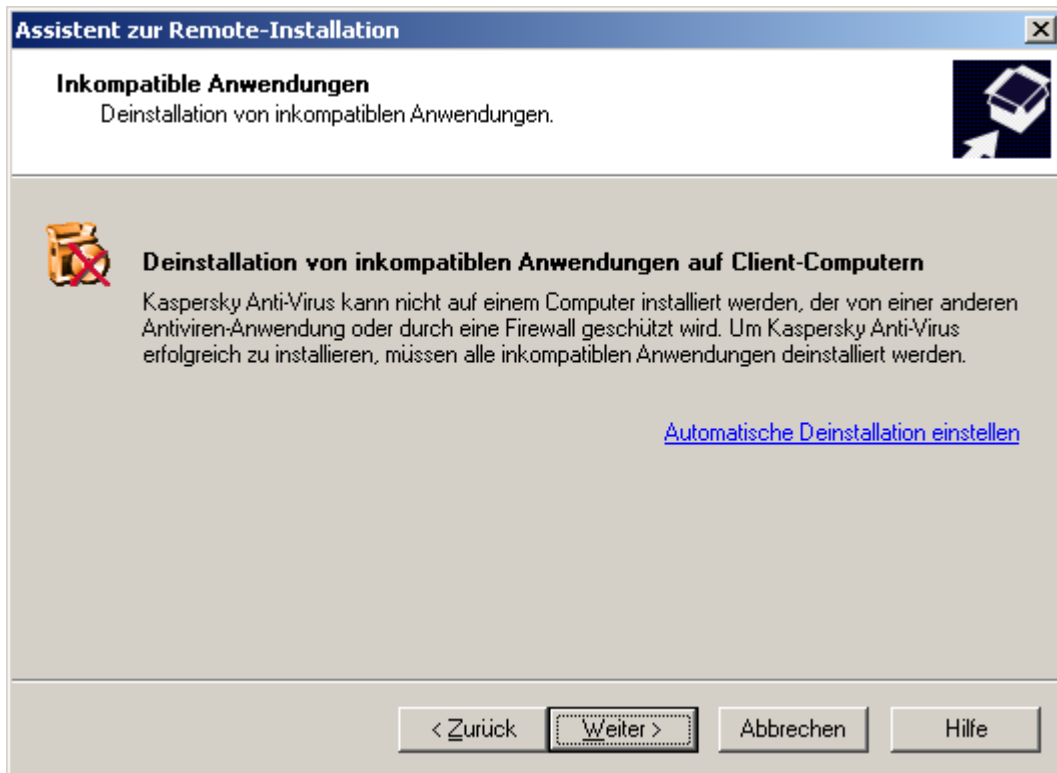 Assistent zur Remote-Installation
Inkompatible Anwendungen
Deinstallation von inkompatiblen Anwendungen.
Deinstallation von inkompatiblen Anwendungen auf Client-Computern
Kaspersky Anti-Virus kann nicht auf einem Computer installiert werden, der von einer anderen
Antiviren-Anwendung oder durch eine Firewall geschützt wird. Um Kaspersky Anti-Virus
erfolgreich zu installieren, müssen alle inkompatiblen Anwendungen deinstalliert werden.
Automatische Deinstallation einstellen
< Zurück Weiter > Abbrechen Hilfe